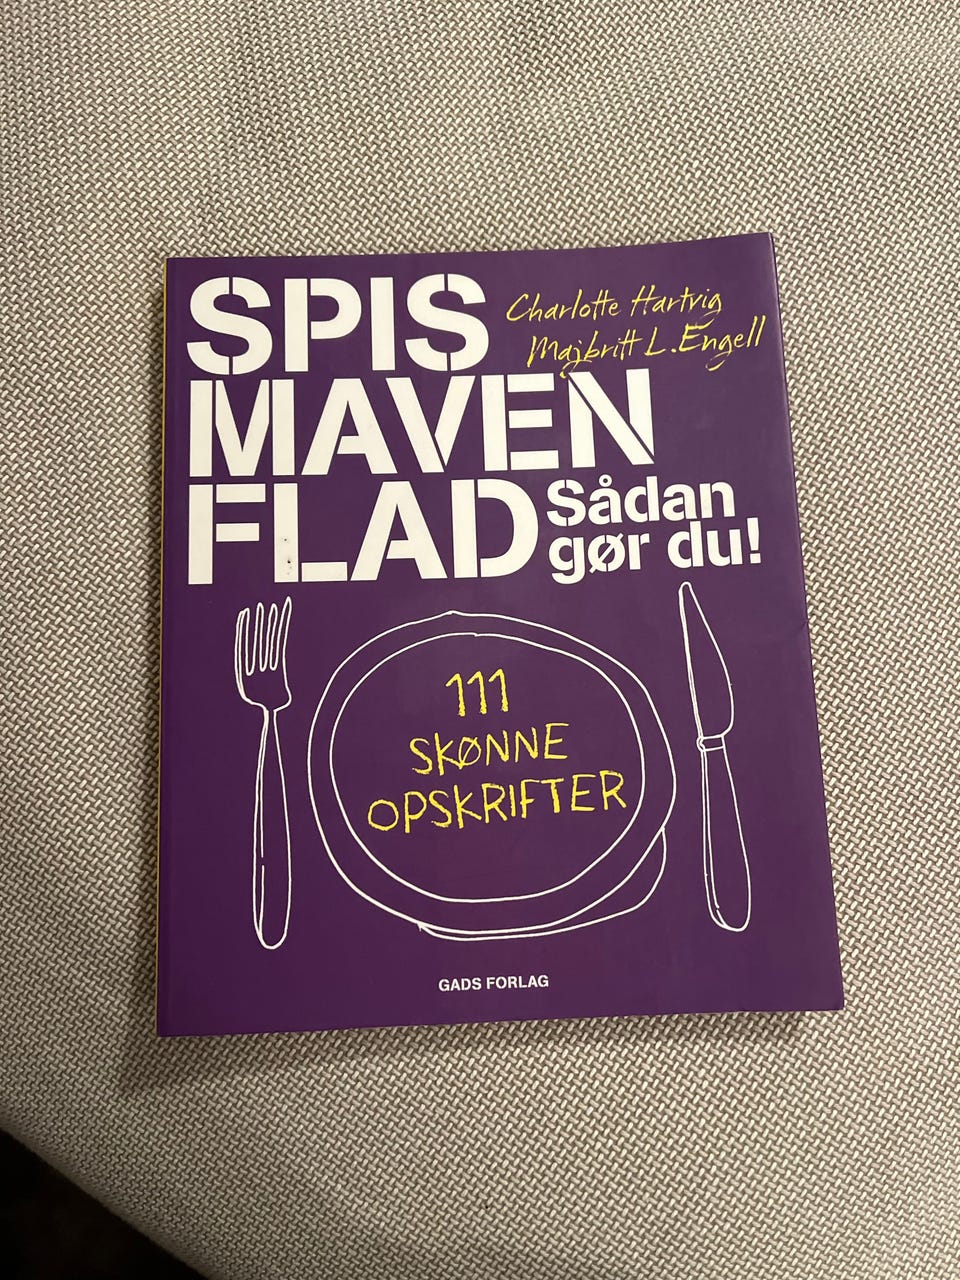 SPIS
MAVEN
FLAD
Charlotte Hartvig
Majbritt L. Engell
Sådan
gør du!
111
SKØNNE
OPSKRIFTER
GADS FORLAG